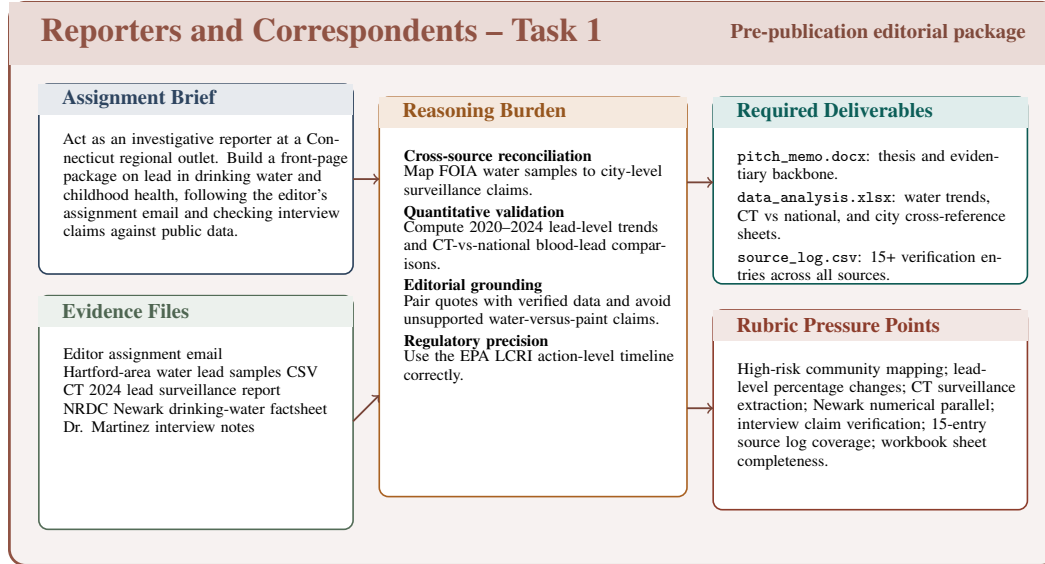 Reporters and Correspondents – Task 1
Pre-publication editorial package
Assignment Brief
Act as an investigative reporter at a Con-
necticut regional outlet. Build a front-page
package on lead in drinking water and
childhood health, following the editor's
assignment email and checking interview
claims against public data.
Evidence Files
Editor assignment email
Hartford-area water lead samples CSV
CT 2024 lead surveillance report
NRDC Newark drinking-water factsheet
Dr. Martinez interview notes
Reasoning Burden
Cross-source reconciliation
Map FOIA water samples to city-level
surveillance claims.
Quantitative validation
Compute 2020–2024 lead-level trends
and CT-vs-national blood-lead compar-
isons.
Editorial grounding
Pair quotes with verified data and avoid
unsupported water-versus-paint claims.
Regulatory precision
Use the EPA LCRI action-level timeline
correctly.
Required Deliverables
pitch_memo.docx: thesis and eviden-
tiary backbone.
data_analysis.xlsx: water trends,
CT vs national, and city cross-reference
sheets.
source_log.csv: 15+ verification en-
tries across all sources.
Rubric Pressure Points
High-risk community mapping; lead-
level percentage changes; CT surveillance
extraction; Newark numerical parallel;
interview claim verification; 15-entry
source log coverage; workbook sheet
completeness.